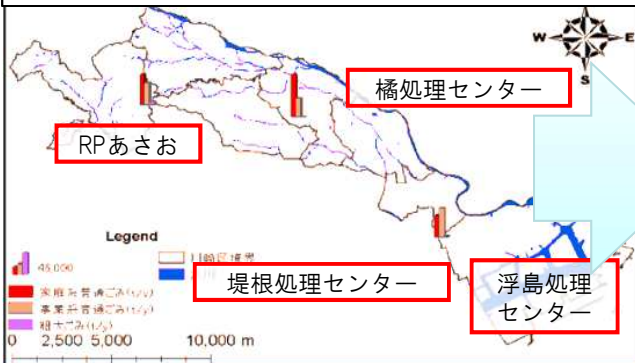 W
E
S
橘処理センター
RPあさお
Legend
45,000
家庭系普通ごみ(t/y)
事業系普通ごみ(t/y)
粗大ごみ(t/y)
川崎区境界
堤根処理センター
浮島処理
センター
0 2,500 5,000 10,000 m